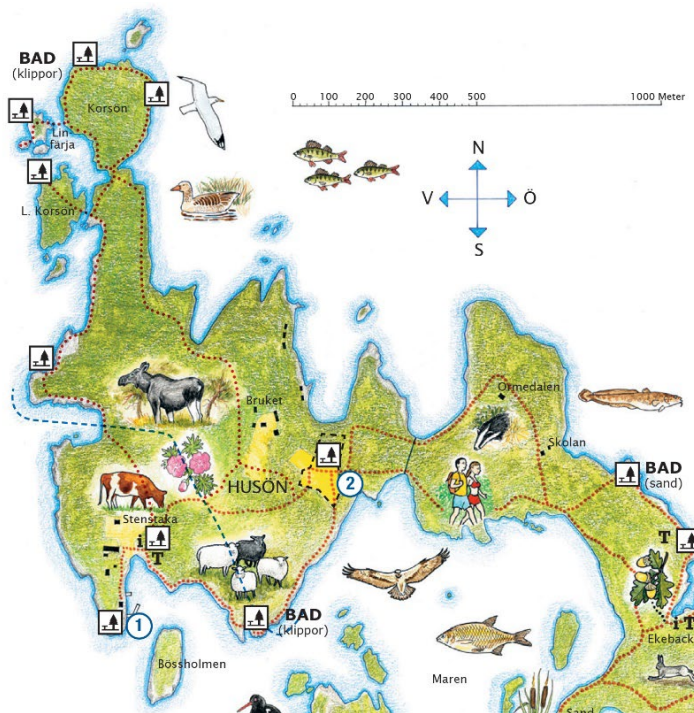 BAD
(klippor)
Korsön
Lin
färja
L. Korsön
0 100 200 300 400 500 1000 Meter
N
V Ö
S
Bruket
Ormedalen
Skolan
BAD
(sand)
HUSÖN
2
Stenstaka
i
T
T
BAD
(klippor)
1
Bössholmen
i T
Ekeback
Maren
Sand